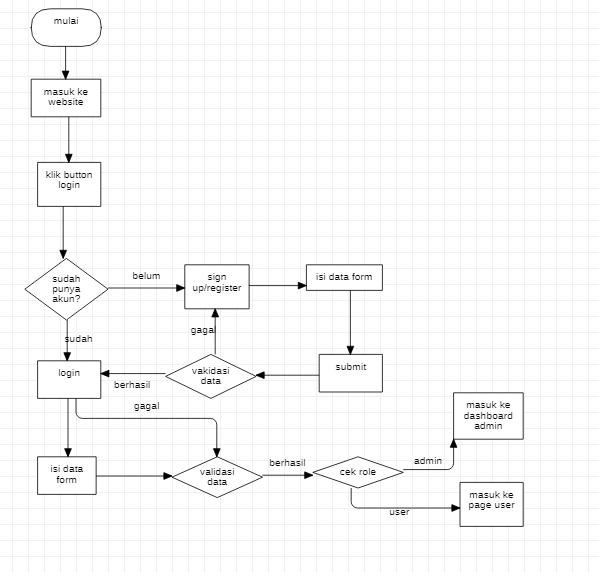 mulai
masuk ke
website
klik button
login
sudah
punya
akun?
belum
sign
up/register
isi data form
sudah
gagal
login
berhasil
vakidasi
data
submit
gagal
isi data
form
validasi
data
berhasil
cek role
admin
masuk ke
dashboard
admin
user
masuk ke
page user